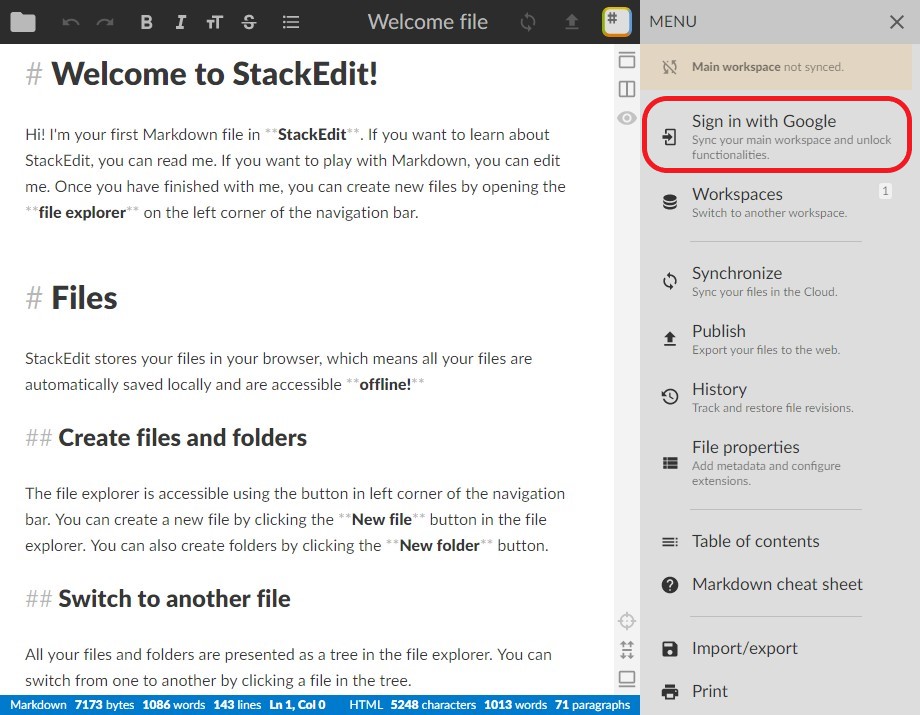 B I TT S Welcome file #
MENU
Main workspace not synced.
Sign in with Google
Sync your main workspace and unlock
functionalities.
Workspaces 1
Switch to another workspace.
Synchronize
Sync your files in the Cloud.
Publish
Export your files to the web.
History
Track and restore file revisions.
File properties
Add metadata and configure
extensions.
Table of contents
Markdown cheat sheet
Import/export
Print
# Welcome to StackEdit!
Hi! I'm your first Markdown file in **StackEdit**. If you want to learn about
StackEdit, you can read me. If you want to play with Markdown, you can edit
me. Once you have finished with me, you can create new files by opening the
**file explorer** on the left corner of the navigation bar.
# Files
StackEdit stores your files in your browser, which means all your files are
automatically saved locally and are accessible **offline!**
## Create files and folders
The file explorer is accessible using the button in left corner of the navigation
bar. You can create a new file by clicking the **New file** button in the file
explorer. You can also create folders by clicking the **New folder** button.
## Switch to another file
All your files and folders are presented as a tree in the file explorer. You can
switch from one to another by clicking a file in the tree.
Markdown 7173 bytes 1086 words 143 lines Ln 1, Col 0 HTML 5248 characters 1013 words 71 paragraphs